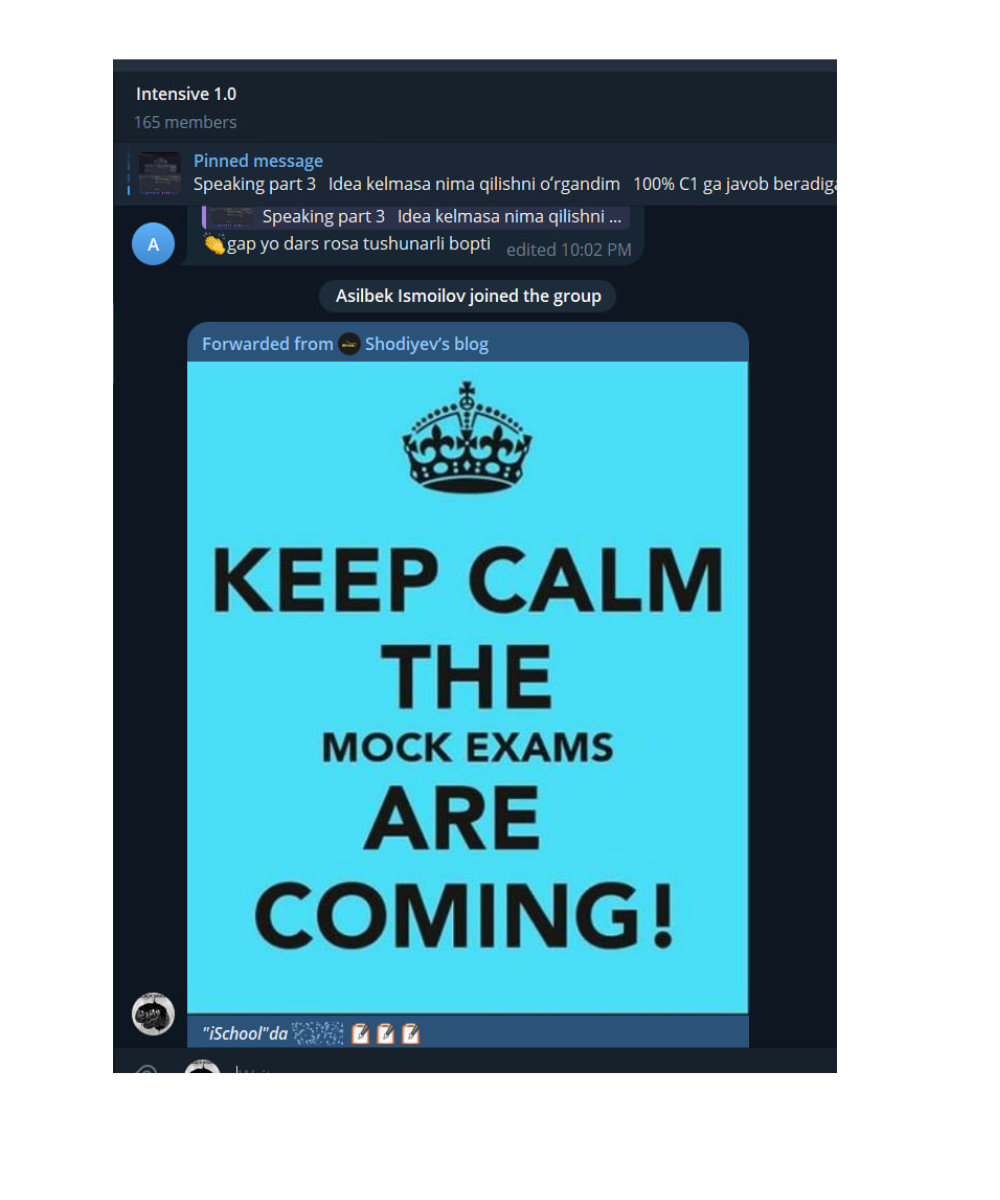 Intensive 1.0
165 members
Pinned message
Speaking part 3 Idea kelmasa nima qilishni oʻrgandim 100% C1 ga javob
Speaking part 3 Idea kelmasa nima qilishni ...
A
👏gap yo dars rosa tushunarli bopti edited 10:02 PM
Asilbek Ismoilov joined the group
Forwarded from Shodiyev’s blog
KEEP CALM
THE
MOCK EXAMS
ARE
COMING!
"iSchool"da 📝 📝 📝